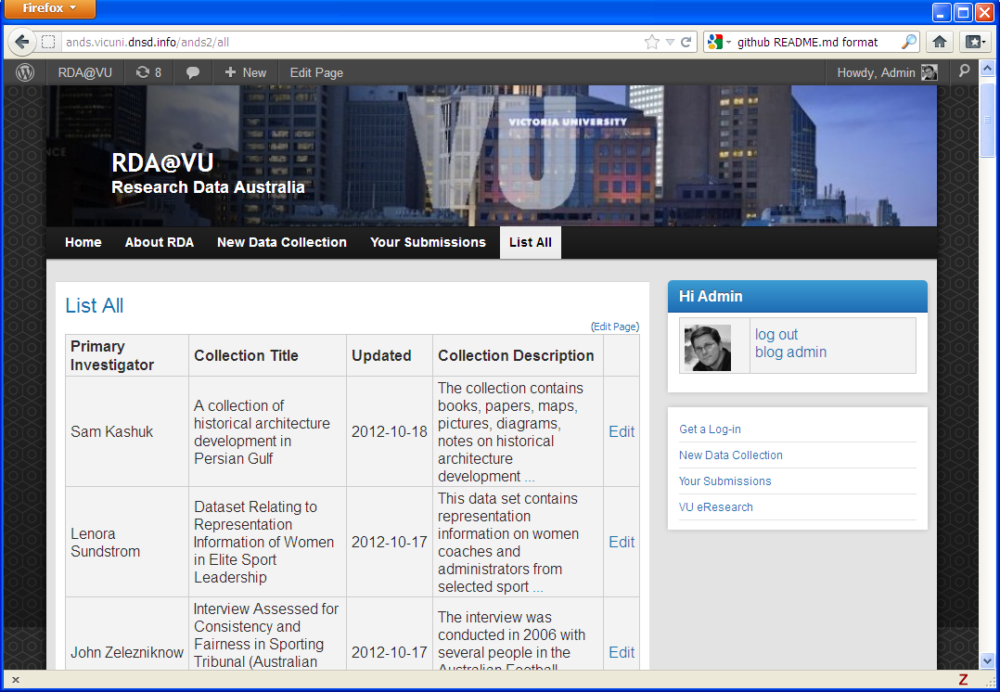 Firefox
ands.vicuni.dnsd.info/ands2/all
github README.md format
RDA@VU
8
New
Edit Page
Howdy, Admin
VU
VICTORIA UNIVERSITY
RDA@VU
Research Data Australia
Home
About RDA
New Data Collection
Your Submissions
List All
List All
(Edit Page)
Primary
Investigator
Collection Title
Updated
Collection Description
Sam Kashuk
A collection of
historical architecture
development in
Persian Gulf
2012-10-18
The collection contains
books, papers, maps,
pictures, diagrams,
notes on historical
architecture
development ...
Edit
Lenora
Sundstrom
Dataset Relating to
Representation
Information of Women
in Elite Sport
Leadership
2012-10-17
This data set contains
representation
information on women
coaches and
administrators from
selected sport ...
Edit
John Zelezniknow
Interview Assessed for
Consistency and
Fairness in Sporting
Tribunal (Australian
2012-10-17
The interview was
conducted in 2006 with
several people in the
Australian Football
Edit
Hi Admin
log out
blog admin
Get a Log-in
New Data Collection
Your Submissions
VU eResearch
x
Z